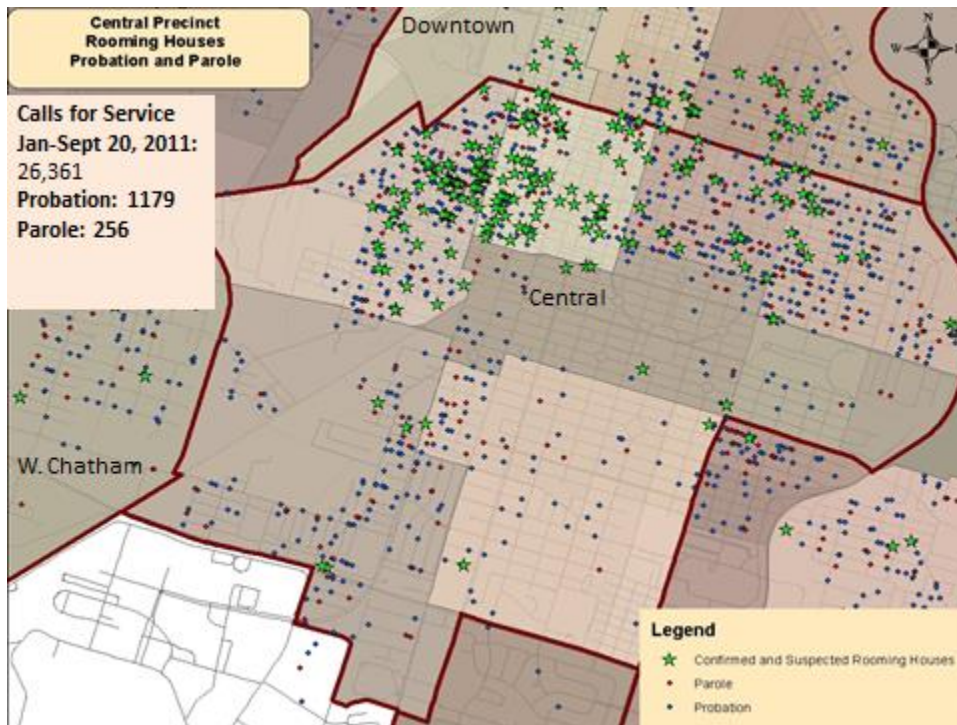 Central Precinct
Rooming Houses
Probation and Parole
Downtown
N
W
S
Calls for Service
Jan-Sept 20, 2011:
26,361
Probation: 1179
Parole: 256
Central
W. Chatham
Legend
Confirmed and Suspected Rooming Houses
Parole
Probation